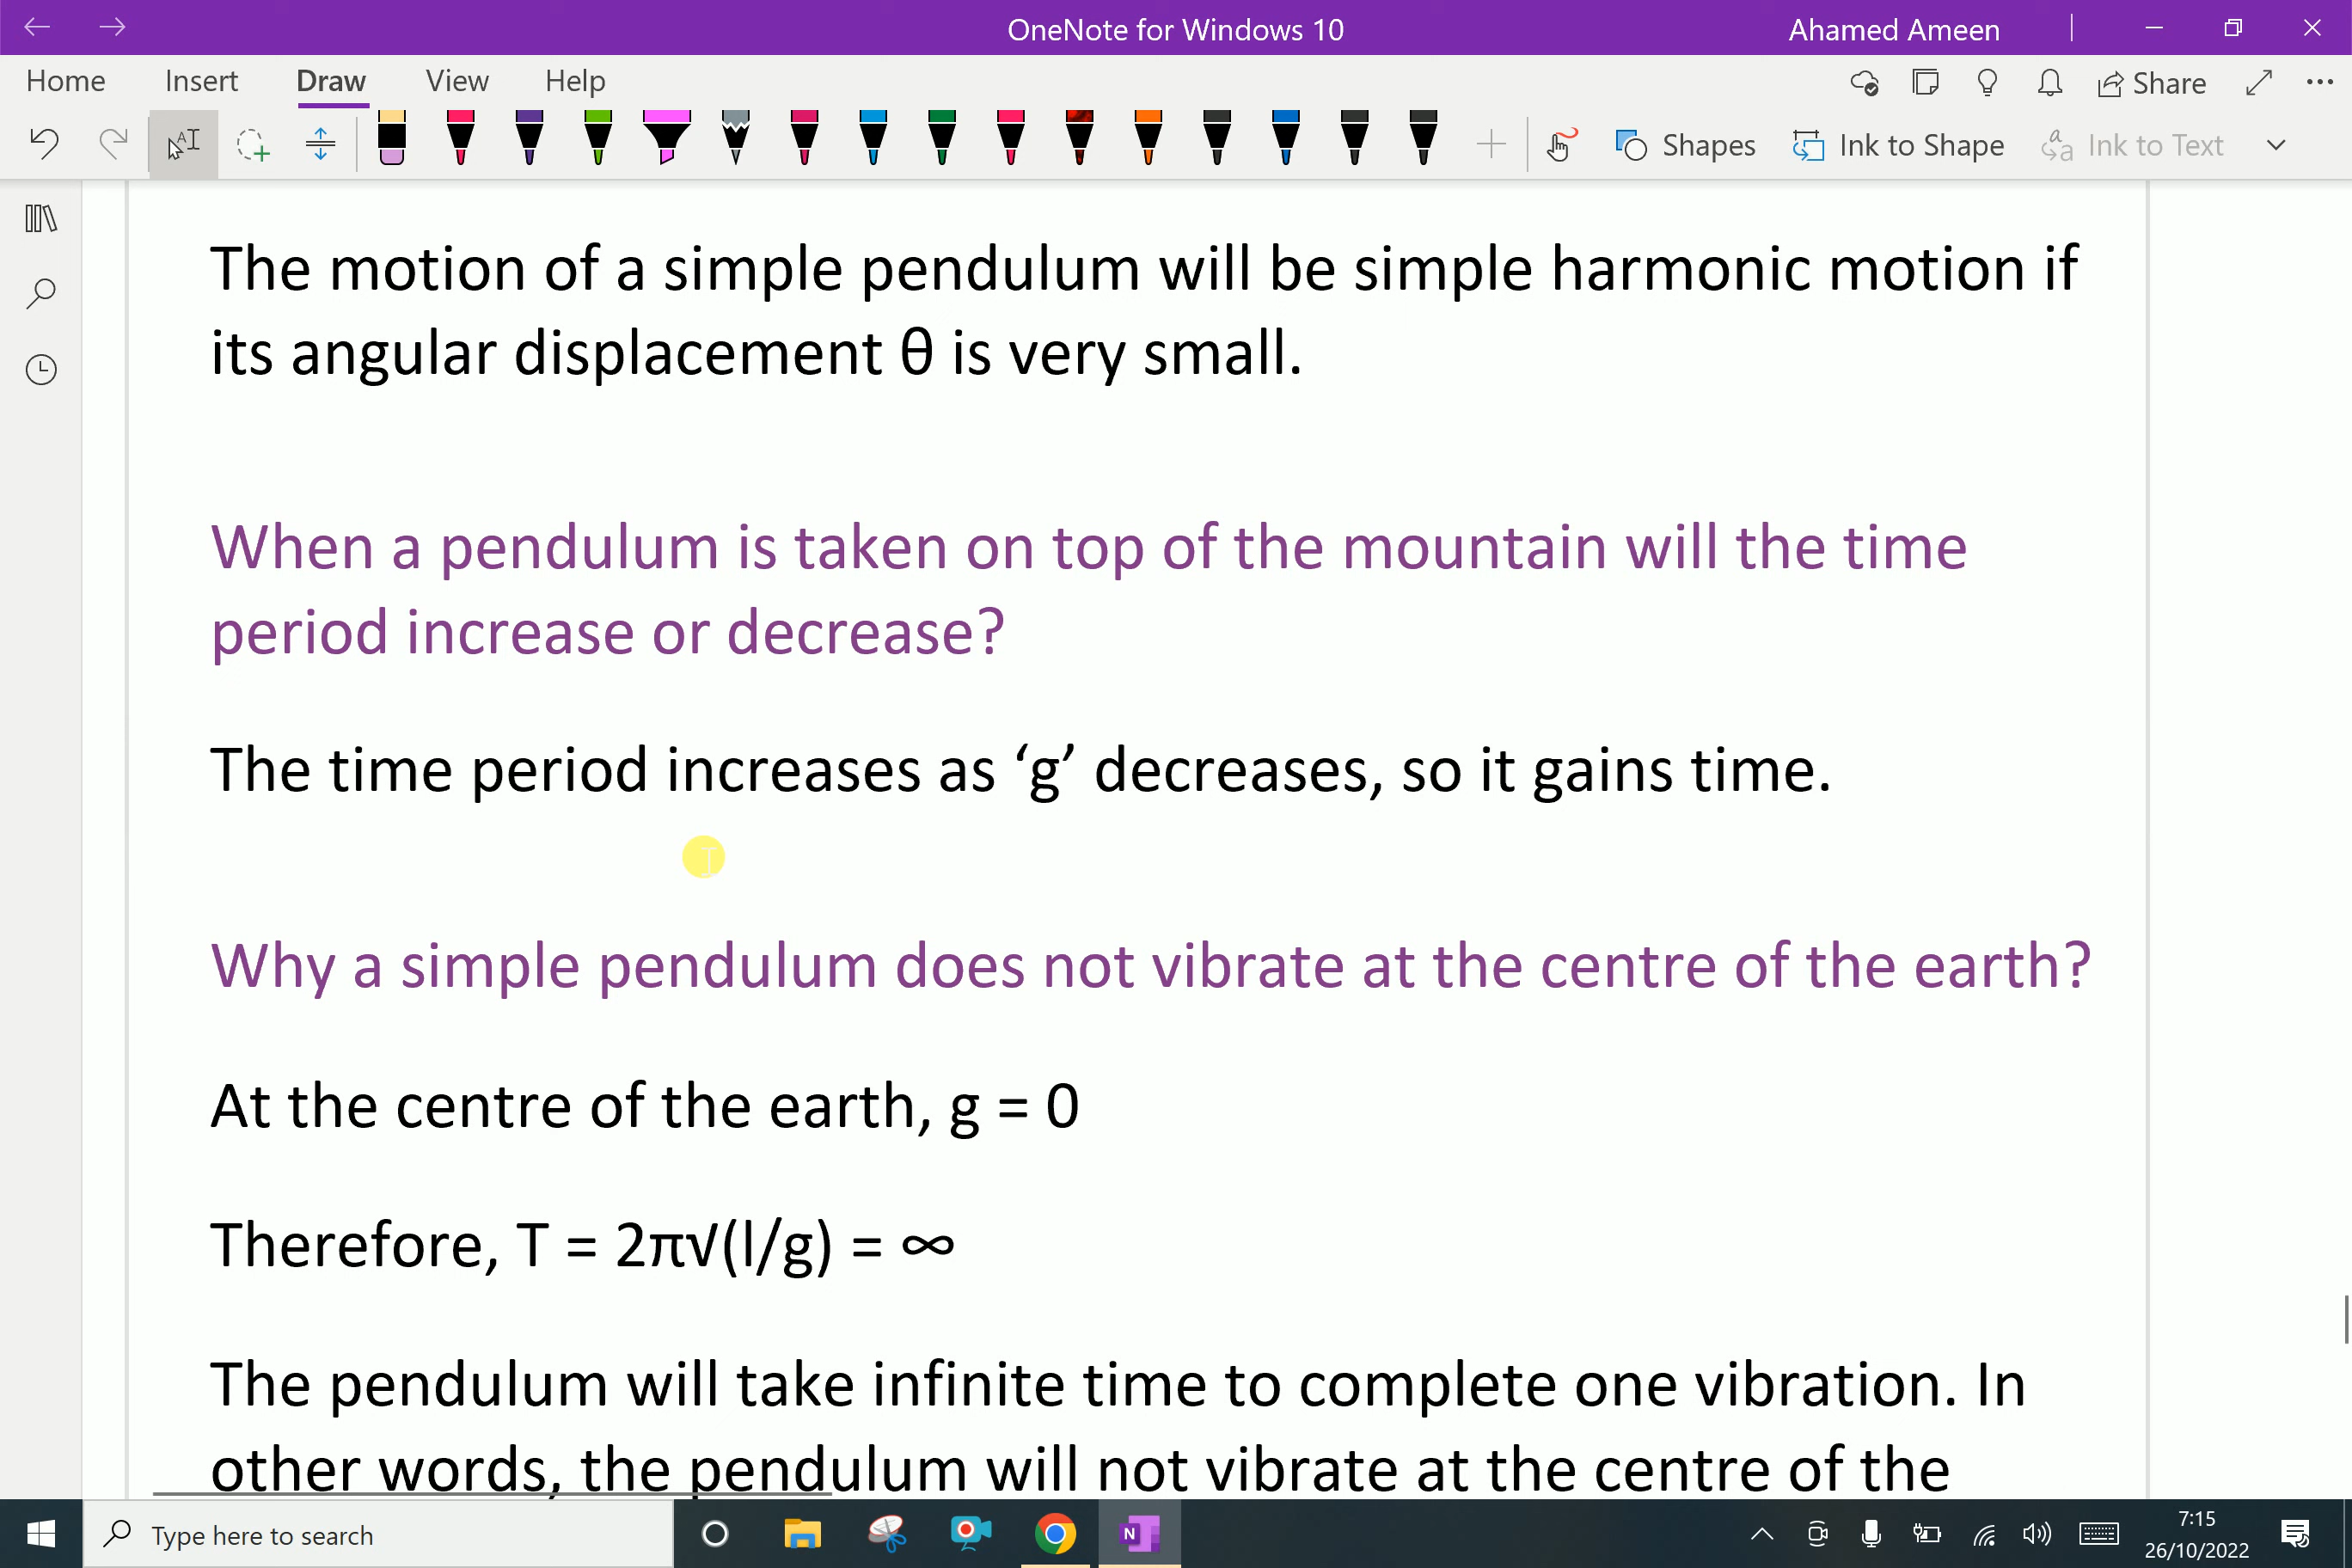 OneNote for Windows 10
Ahamed Ameen
Home Insert Draw View Help
Share
Shapes Ink to Shape Ink to Text
The motion of a simple pendulum will be simple harmonic motion if
its angular displacement θ is very small.
When a pendulum is taken on top of the mountain will the time
period increase or decrease?
The time period increases as ‘g’ decreases, so it gains time.
Why a simple pendulum does not vibrate at the centre of the earth?
At the centre of the earth, g = 0
Therefore, T = 2π√(l/g) = ∞
The pendulum will take infinite time to complete one vibration. In
other words, the pendulum will not vibrate at the centre of the
Type here to search
7:15
26/10/2022